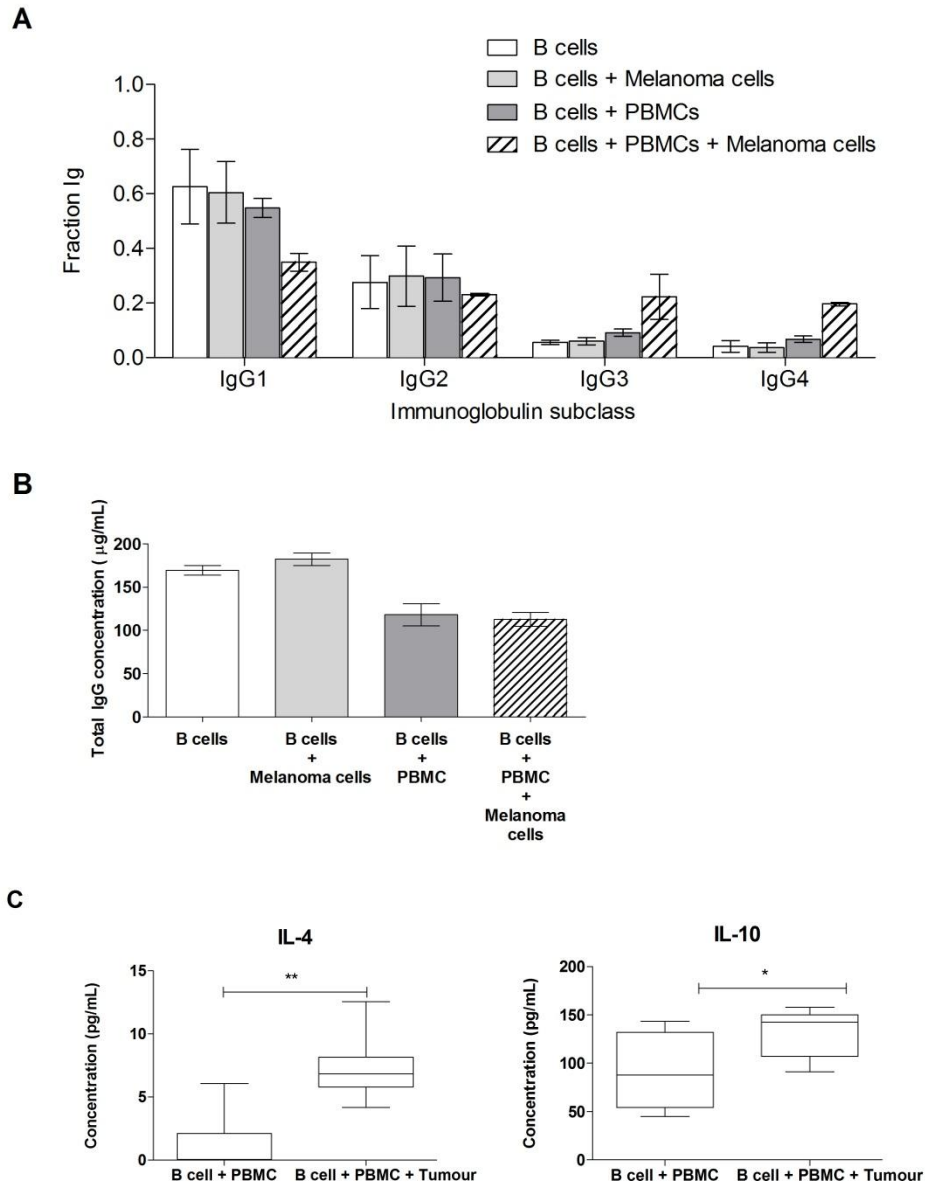 A
B cells
B cells + Melanoma cells
B cells + PBMCs
B cells + PBMCs + Melanoma cells
Fraction Ig
1.0
0.8
0.6
0.4
0.2
0.0
IgG1 IgG2 IgG3 IgG4
Immunoglobulin subclass
B
Total IgG concentration ( µg/mL)
200
150
100
50
0
B cells
B cells
+
Melanoma cells
B cells
+
PBMC
B cells
+
PBMC
+
Melanoma
cells
C
IL-4
Concentration (pg/mL)
15
10
5
0
**
B cell + PBMC B cell + PBMC + Tumour
IL-10
Concentration (pg/mL)
200
150
100
50
0
*
B cell + PBMC B cell + PBMC + Tumour